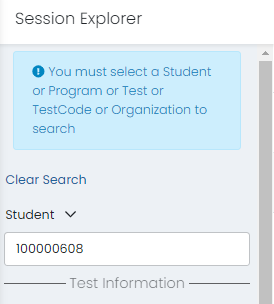 Session Explorer
You must select a Student
or Program or Test or
TestCode or Organization to
search
Clear Search
Student
100000608
Test Information